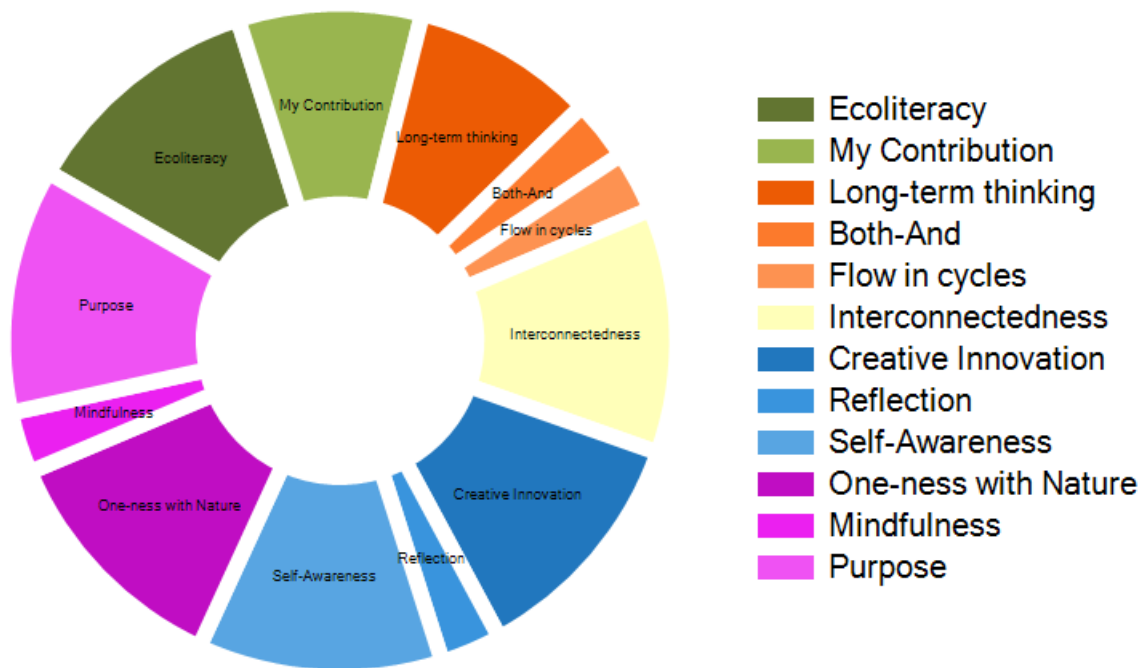 My Contribution
Long-term thinking
Ecoliteracy
Both-And
Flow in cycles
Purpose
Interconnectedness
Mindfulness
Creative Innovation
One-ness with Nature
Reflection
Self-Awareness
Ecoliteracy
My Contribution
Long-term thinking
Both-And
Flow in cycles
Interconnectedness
Creative Innovation
Reflection
Self-Awareness
One-ness with Nature
Mindfulness
Purpose